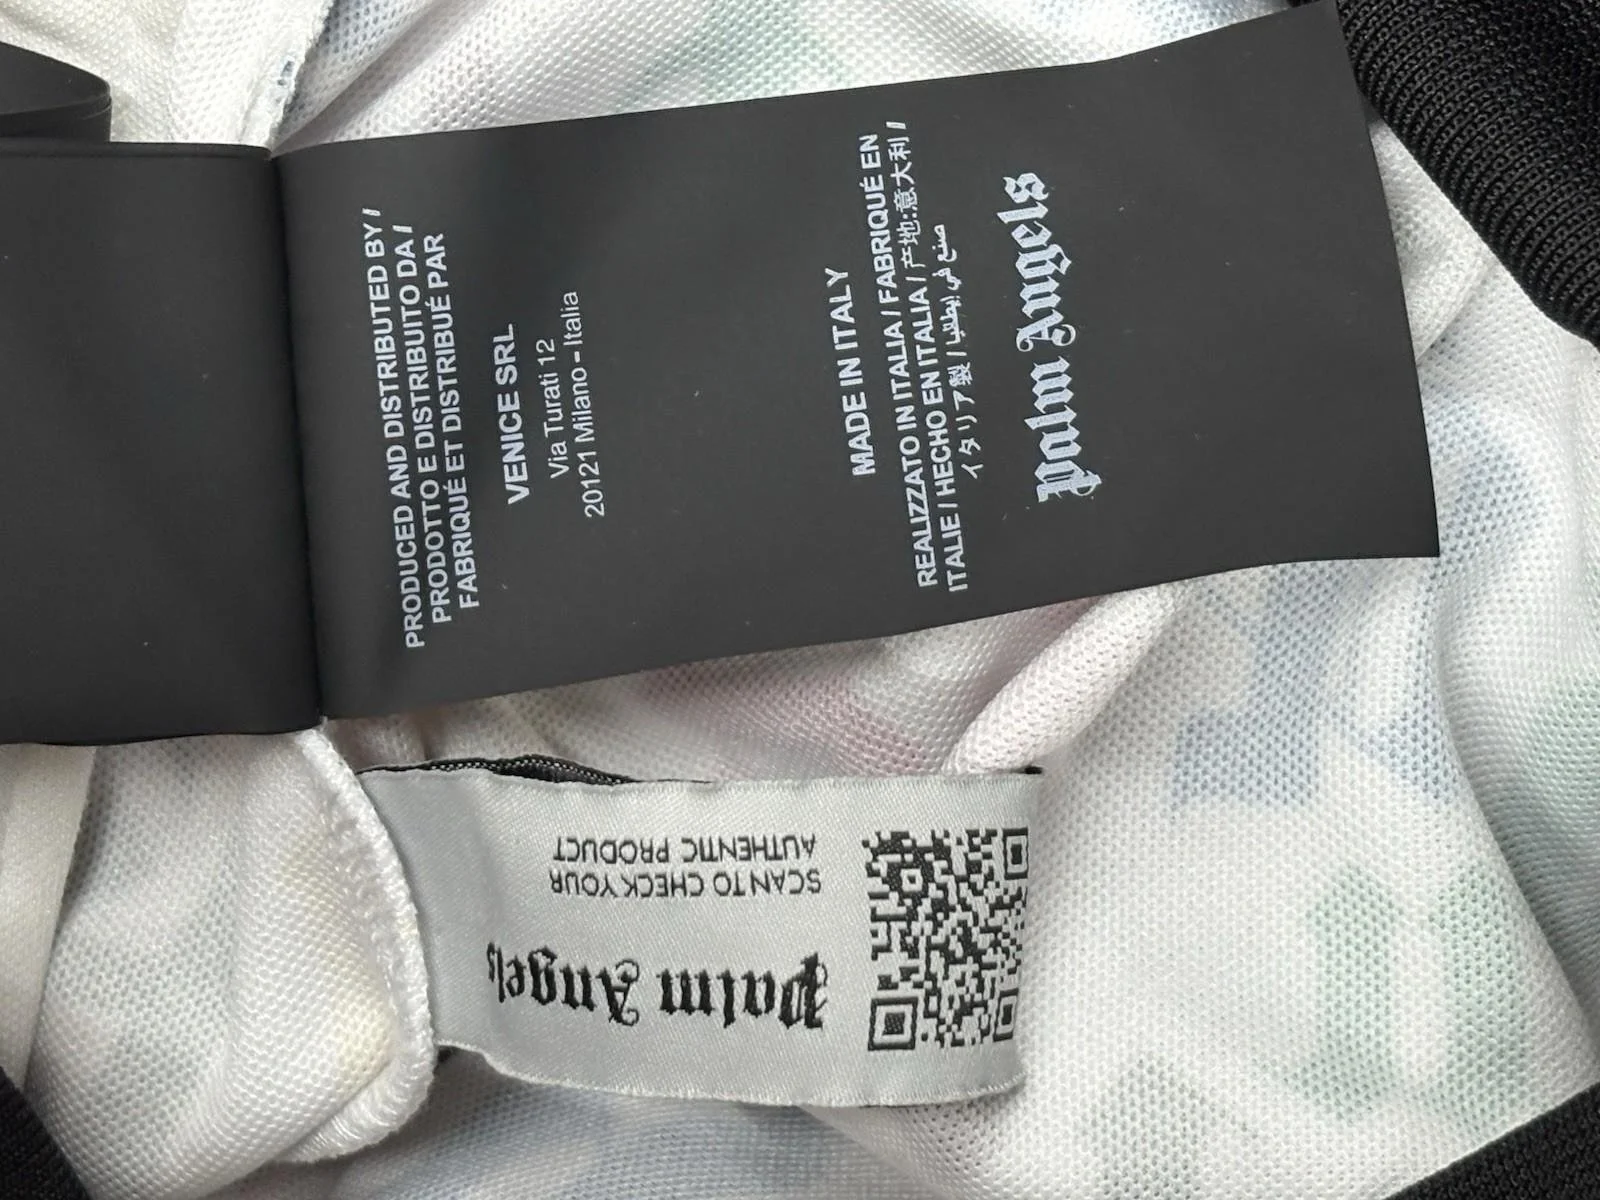 PRODUCED AND DISTRIBUTED BY /
PRODOTTO E DISTRIBUITO DA /
FABRIQUÉ ET DISTRIBUÉ PAR
VENICE SRL
Via Turati 12
20121 Milano - Italia
MADE IN ITALY
REALIZZATO IN ITALIA / FABRIQUÉ EN
ITALIE / HECHO EN ITALIA / 产地:意大利 /
イタリア製 / صنع في إيطاليا
Palm Angels
Palm Angels
SCAN TO CHECK YOUR
AUTHENTIC PRODUCT